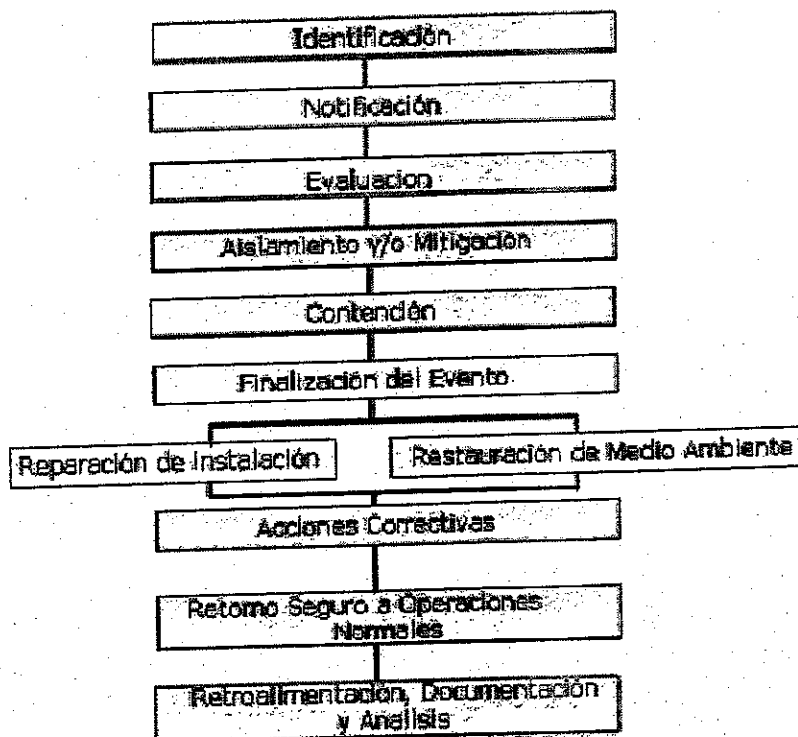 Identificación
Notificación
Evaluacion
Aislamiento y/o Mitigación
Contención
Finalización del Evento
Reparación de Instalación
Restauración de Medio Ambiente
Acciones Correctivas
Retorno Seguro a Operaciones
Normales
Retroalimentación, Documentación
y Analisis